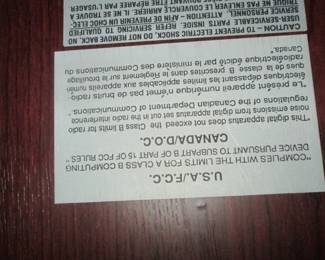 U.S.A./F.C.C.
"COMPLIES WITH THE LIMITS FOR A CLASS B COMPUTING
DEVICE PURSUANT TO SUBPART B OF PART 15 OF FCC RULES"
CANADA/D.O.C.
"This digital apparatus does not exceed the Class B limits for radio
noise emissions from digital apparatus set out in the radio interference
regulations of the Canadian Department of Communications."
"Le présent appareil numérique n'émet pas de bruits radio
électriques dépassant les limites applicables aux appareils numéri
ques de la classe B prescrites dans le Règlement sur le brouillage
radioélectrique édicté par le ministère des Communications du
Canada."
CAUTION – TO PREVENT ELECTRIC SHOCK, DO NOT REMOVE BACK, NO
USER-SERVICEABLE PARTS INSIDE. REFER SERVICING TO QUALIFIED
SERVICE PERSONNEL. ATTENTION – AFIN DE PREVENIR UN CHOC ELEC-
TRIQUE NE PAS ENLEVER LE COUVERCLE ARRIERE. IL NE SE TROUVE A
ETRE REPAREE PAR L'USAGER